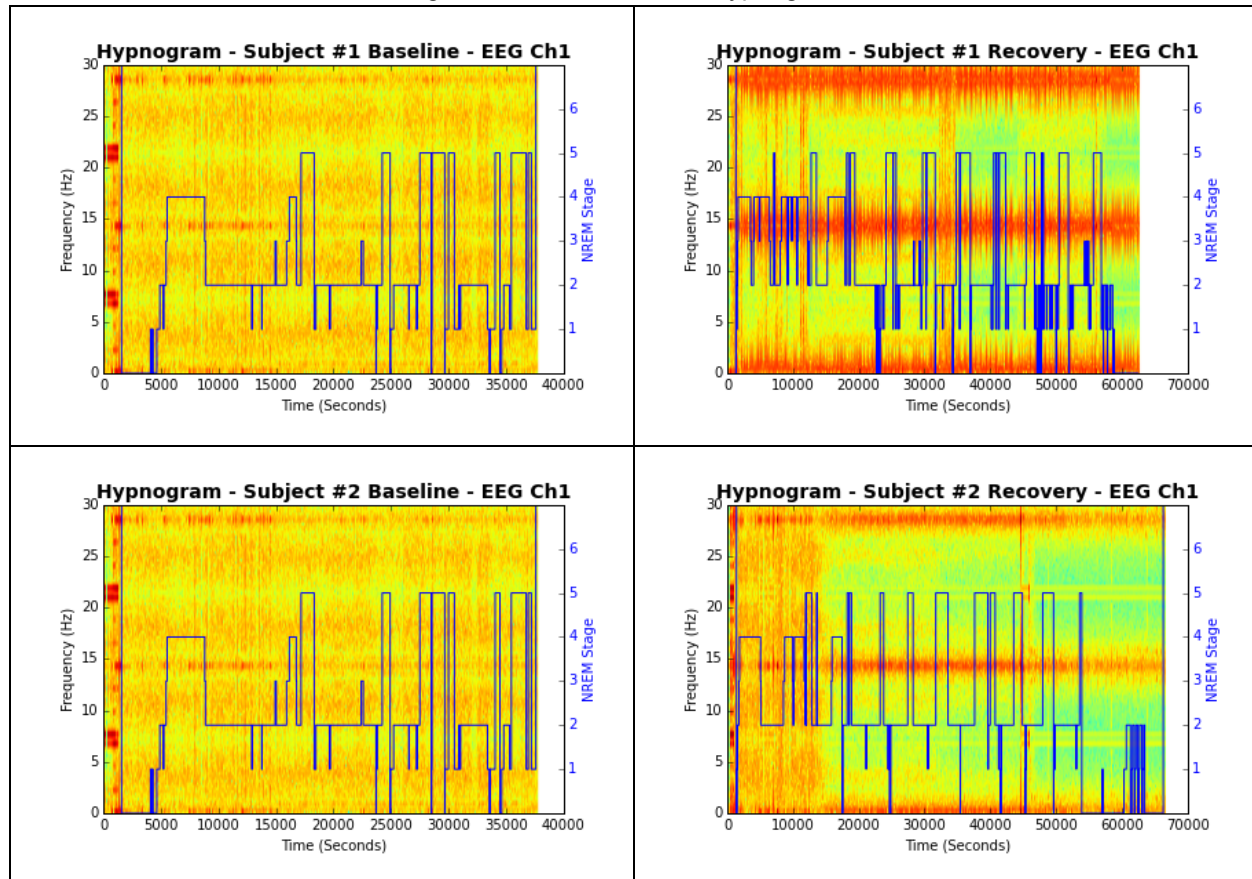 Hypnogram - Subject #1 Baseline - EEG Ch1
30
25
20
15
10
5
0
Frequency (Hz)
6
5
4
3
2
1
NREM Stage
0 5000 10000 15000 20000 25000 30000 35000 40000
Time (Seconds)
Hypnogram - Subject #1 Recovery - EEG Ch1
30
25
20
15
10
5
0
Frequency (Hz)
6
5
4
3
2
1
NREM Stage
0 10000 20000 30000 40000 50000 60000 70000
Time (Seconds)
Hypnogram - Subject #2 Baseline - EEG Ch1
30
25
20
15
10
5
0
Frequency (Hz)
6
5
4
3
2
1
NREM Stage
0 5000 10000 15000 20000 25000 30000 35000 40000
Time (Seconds)
Hypnogram - Subject #2 Recovery - EEG Ch1
30
25
20
15
10
5
0
Frequency (Hz)
6
5
4
3
2
1
NREM Stage
0 10000 20000 30000 40000 50000 60000 70000
Time (Seconds)